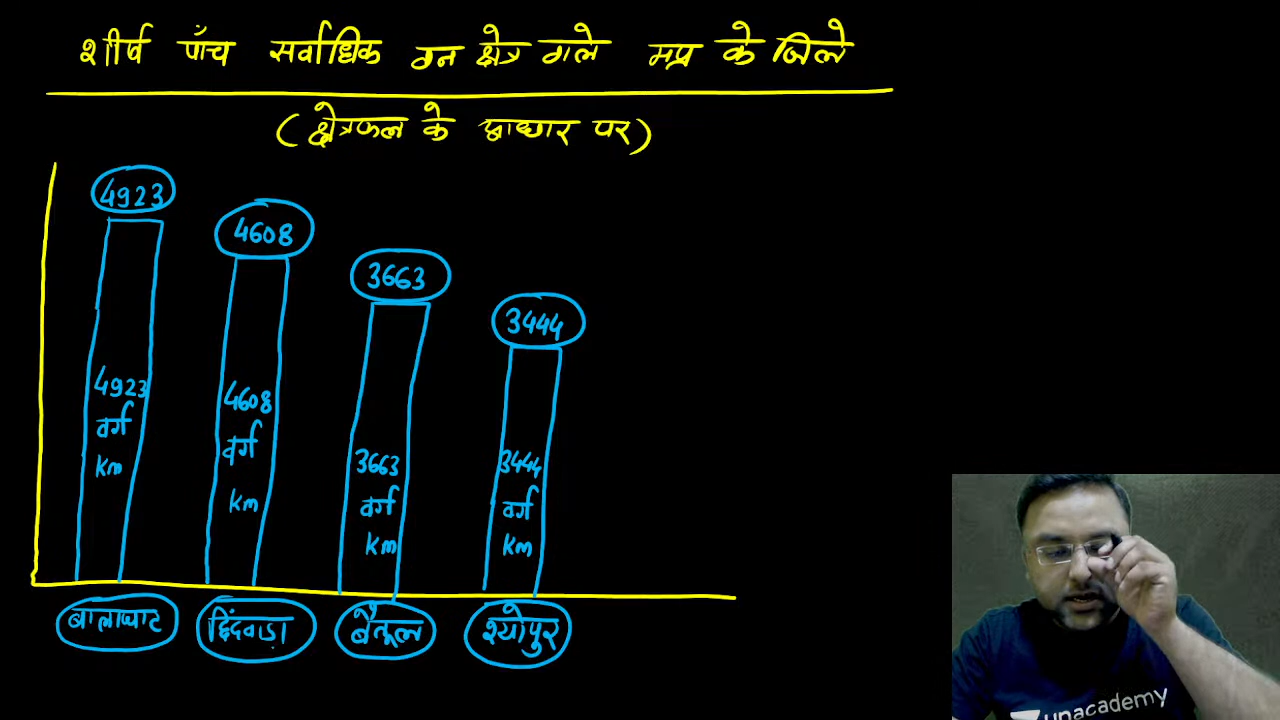 शीर्ष पाँच सर्वाधिक वन क्षेत्र वाले मप्र के जिले
(क्षेत्रफल के आधार पर)
4923
4608
3663
3444
4923 वर्ग km
4608 वर्ग km
3663 वर्ग km
3444 वर्ग km
बालाघाट
छिंदवाड़ा
बैतूल
श्योपुर
unacademy